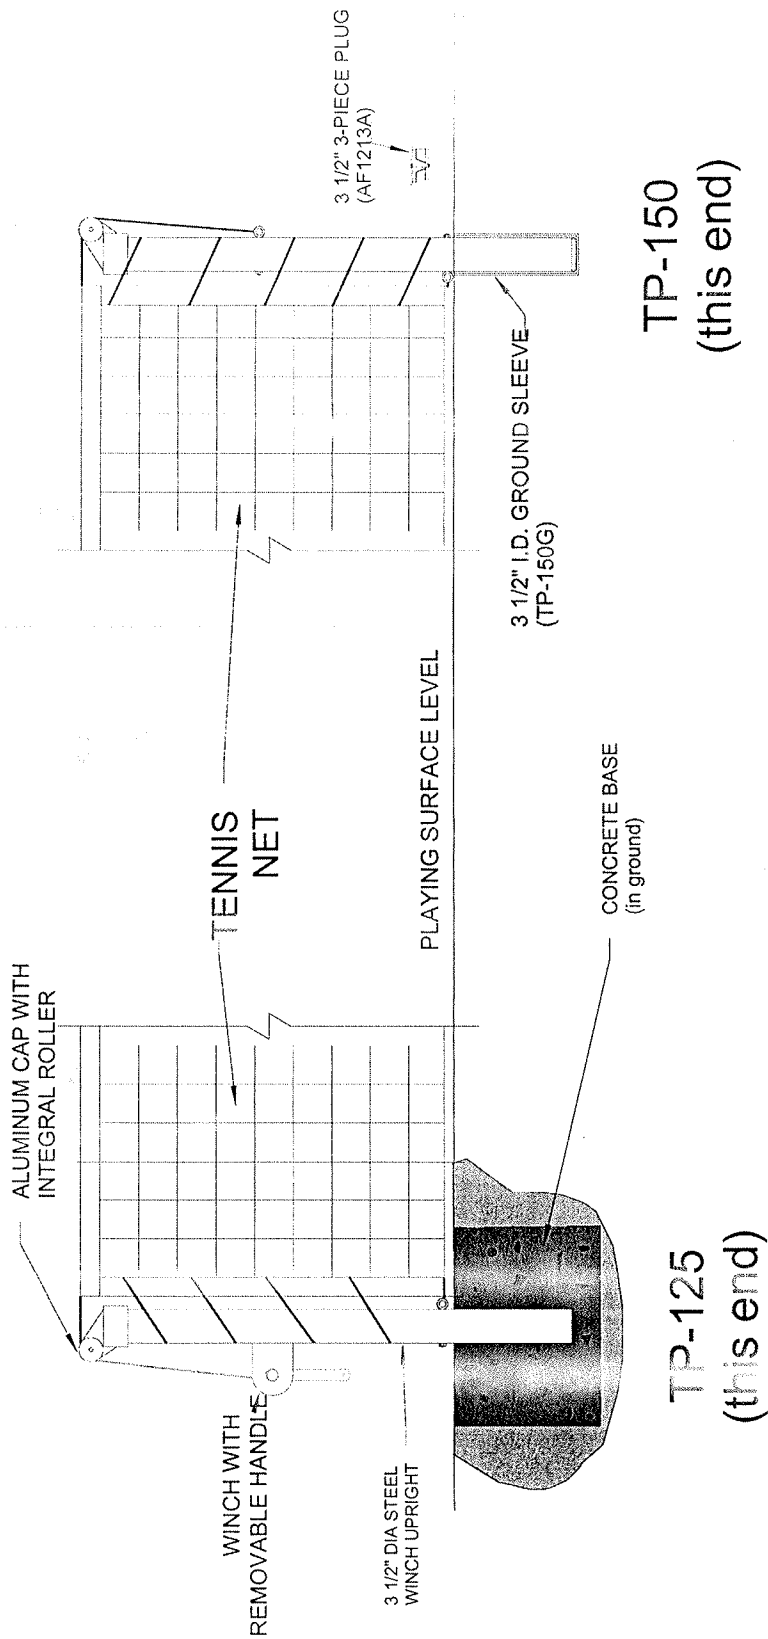 ALUMINUM CAP WITH
INTEGRAL ROLLER
WINCH WITH
REMOVABLE HANDLE
3 1/2" DIA STEEL
WINCH UPRIGHT
TENNIS
NET
PLAYING SURFACE LEVEL
CONCRETE BASE
(in ground)
3 1/2" 3-PIECE PLUG
(AF1213A)
3 1/2" I.D. GROUND SLEEVE
(TP-150G)
TP-125
(this end)
TP-150
(this end)